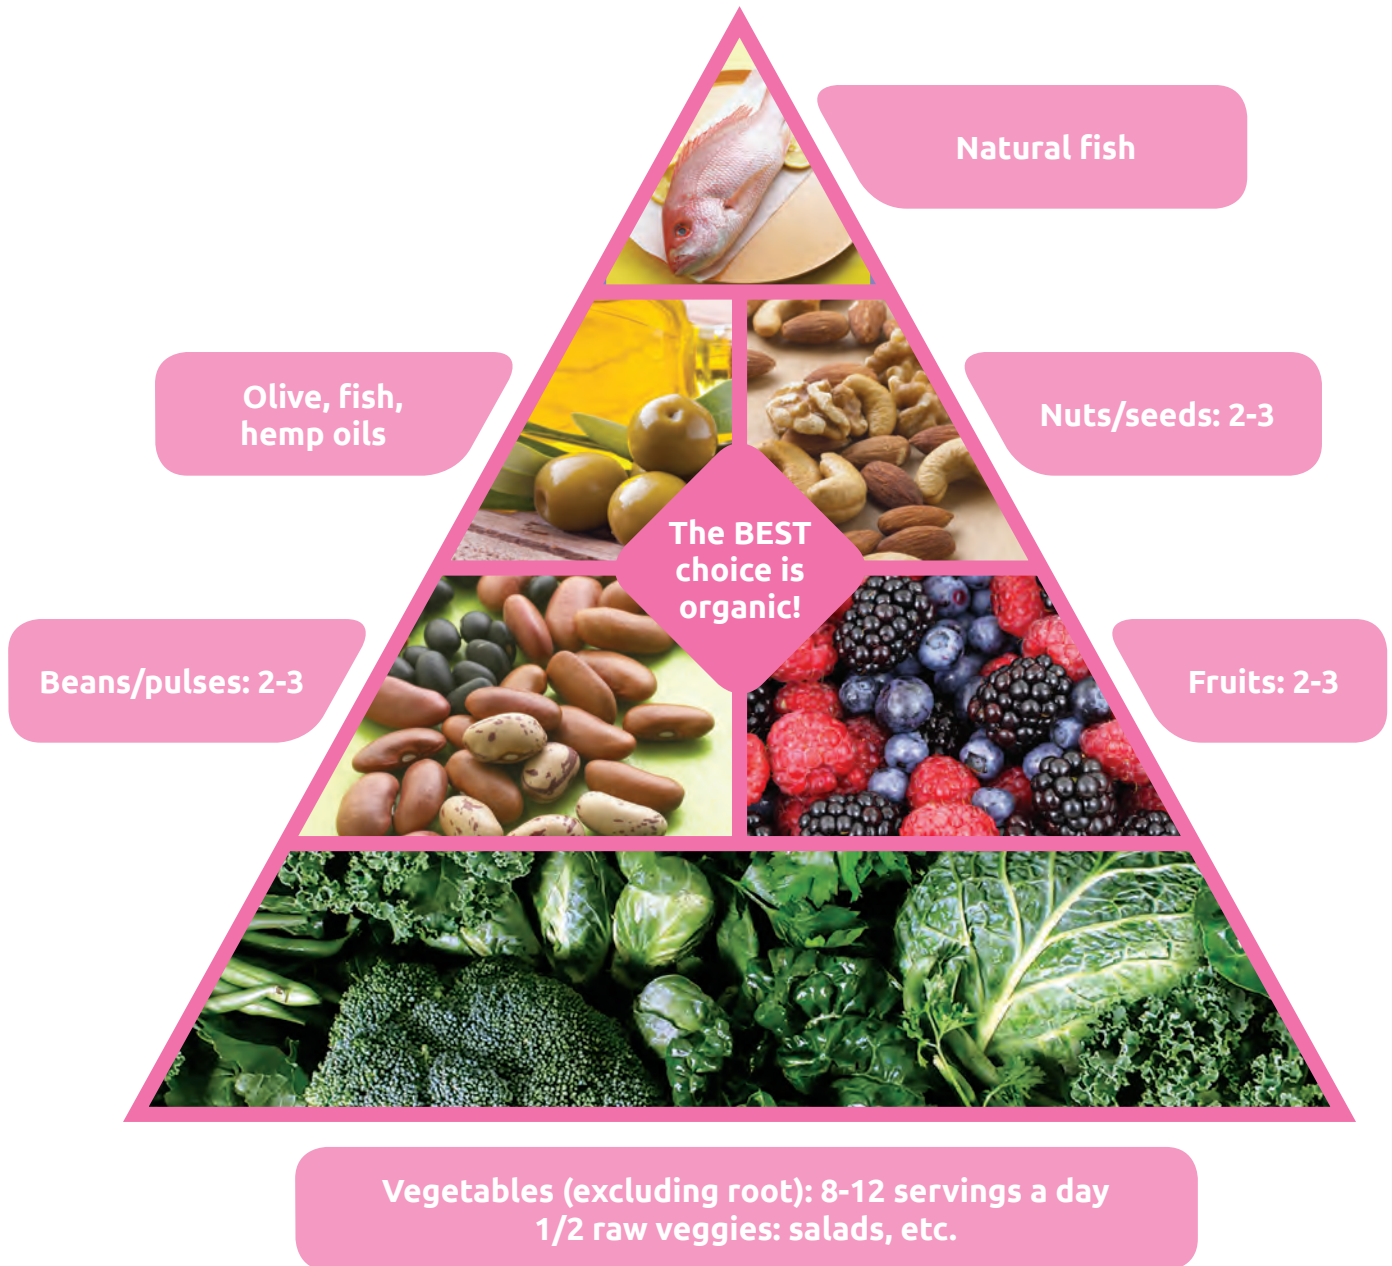 Natural fish
Olive, fish,
hemp oils
Nuts/seeds: 2-3
The BEST
choice is
organic!
Beans/pulses: 2-3
Fruits: 2-3
Vegetables (excluding root): 8-12 servings a day
1/2 raw veggies: salads, etc.